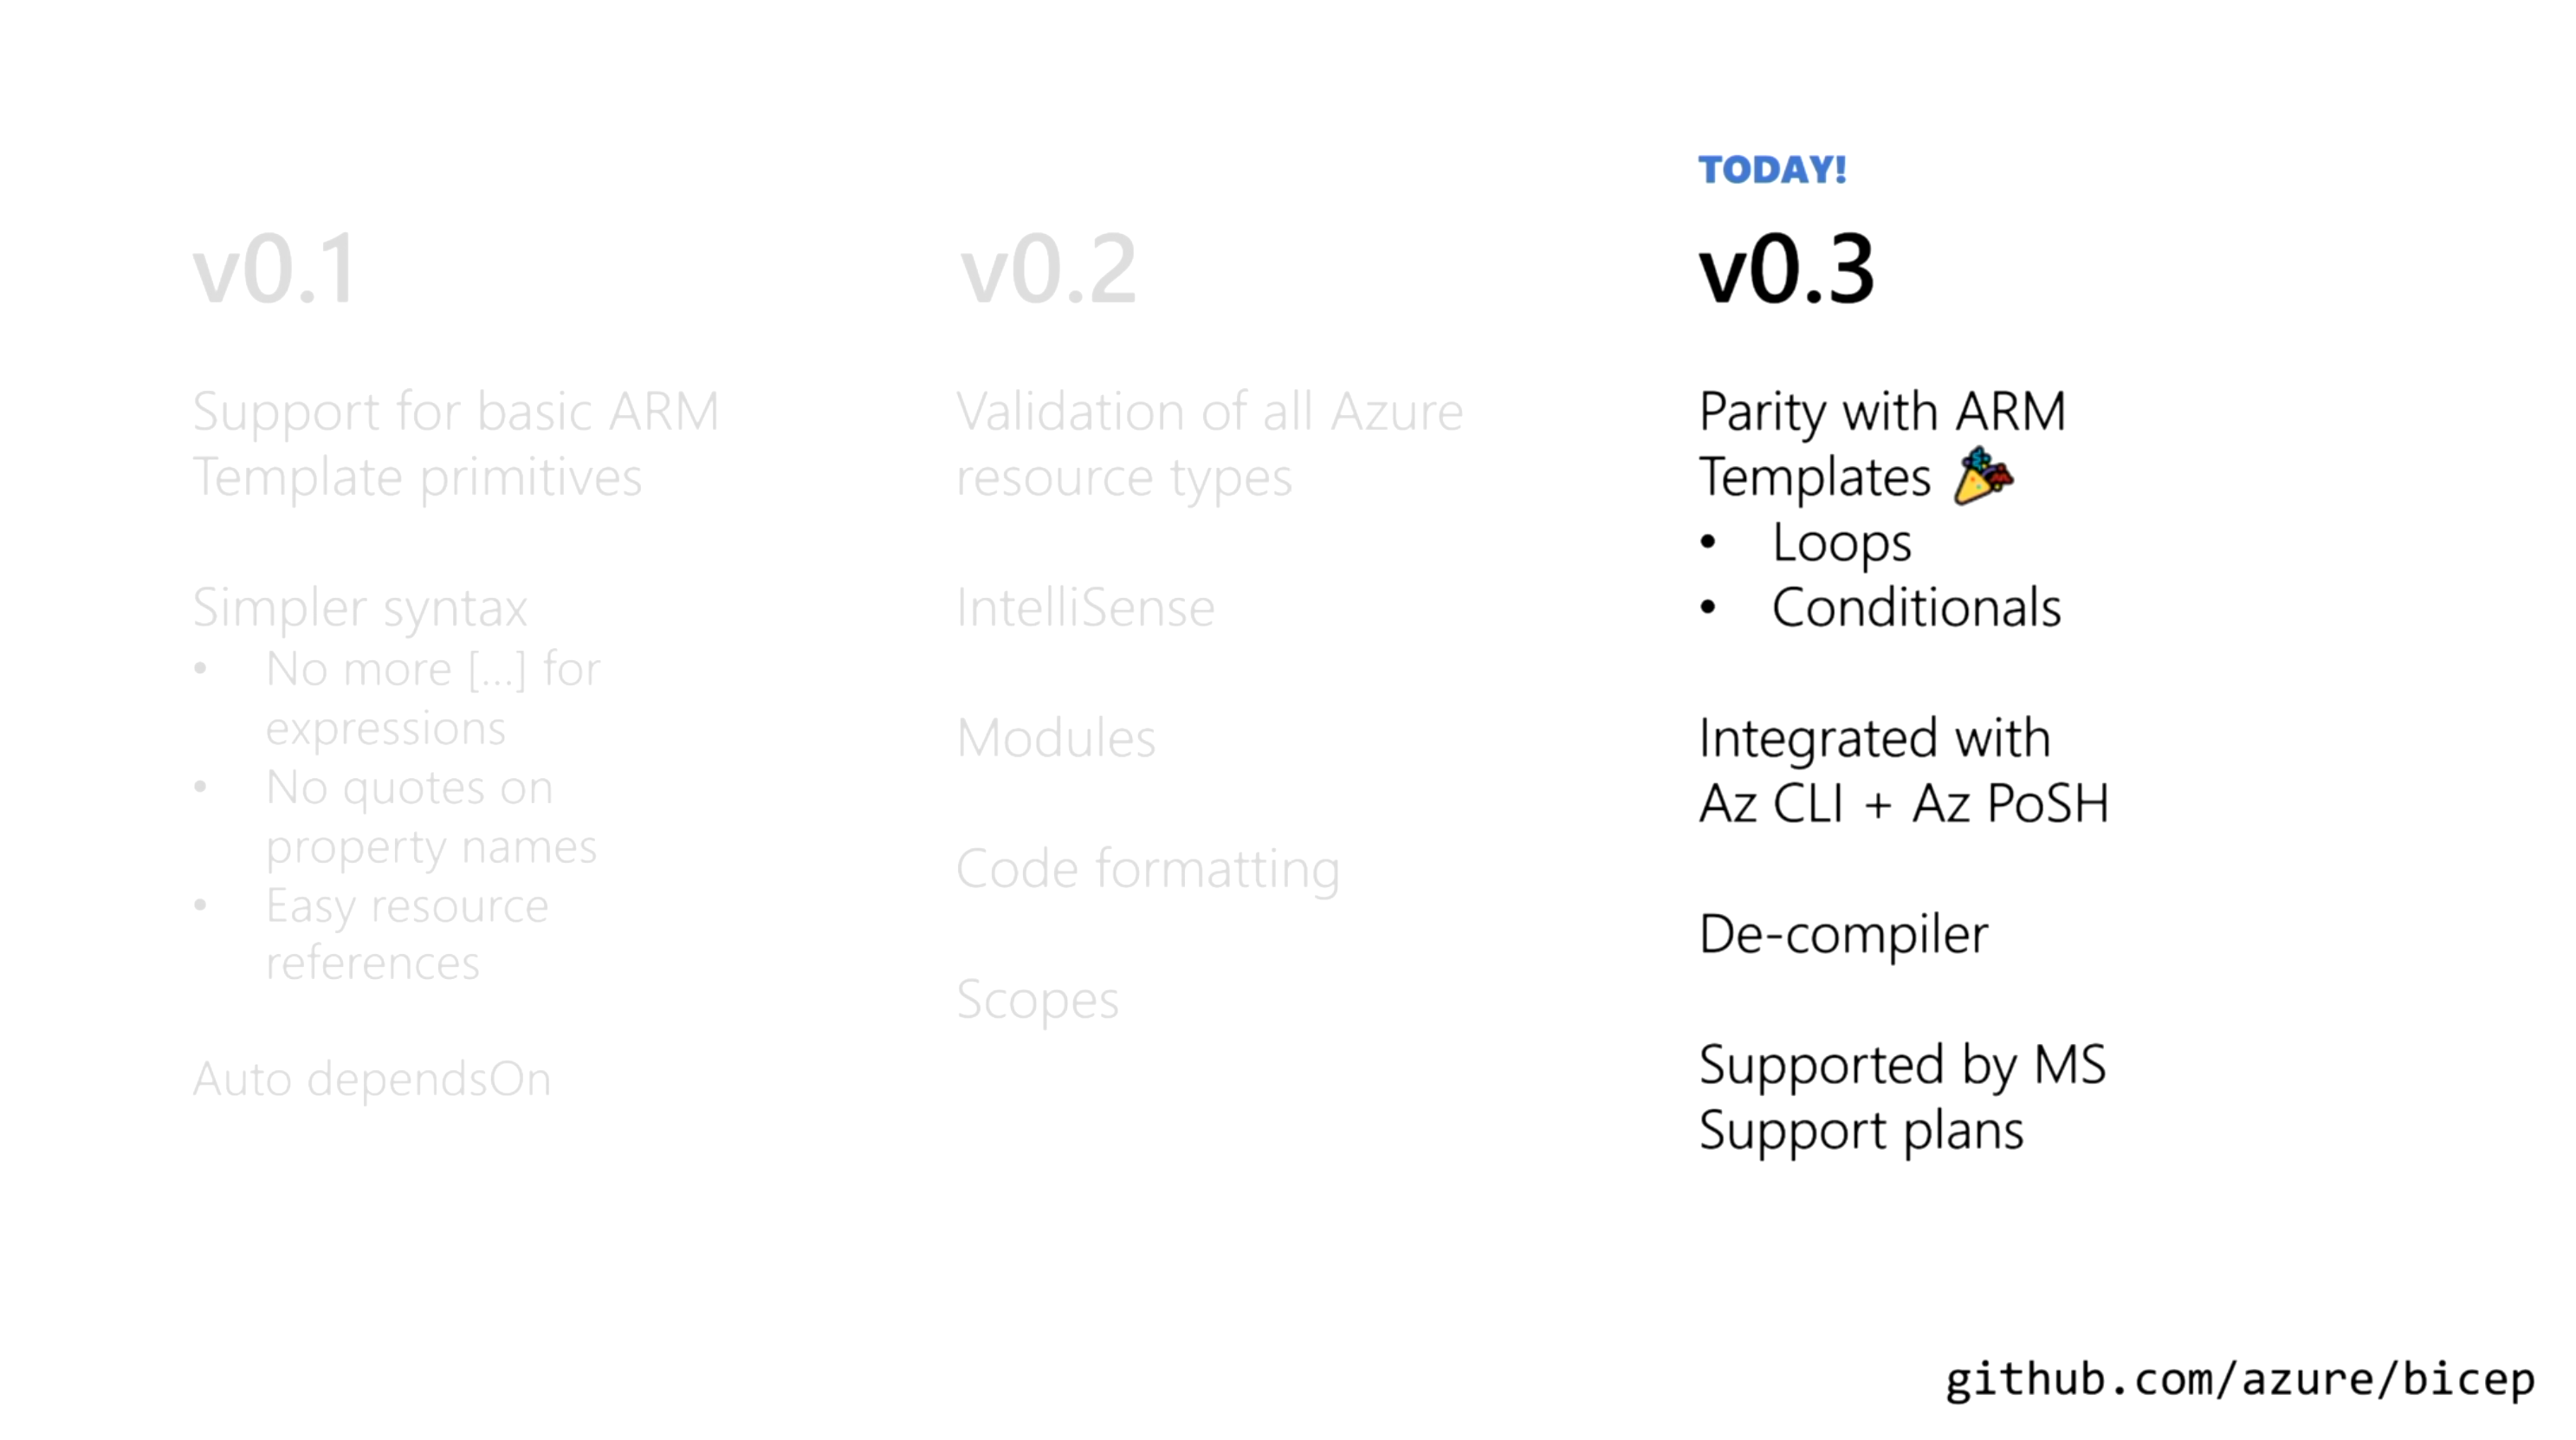 v0.1
Support for basic ARM
Template primitives
Simpler syntax
• No more [...] for
expressions
• No quotes on
property names
• Easy resource
references
Auto dependsOn
v0.2
Validation of all Azure
resource types
IntelliSense
Modules
Code formatting
Scopes
TODAY!
v0.3
Parity with ARM
Templates 🎉
• Loops
• Conditionals
Integrated with
Az CLI + Az PoSH
De-compiler
Supported by MS
Support plans
github.com/azure/bicep